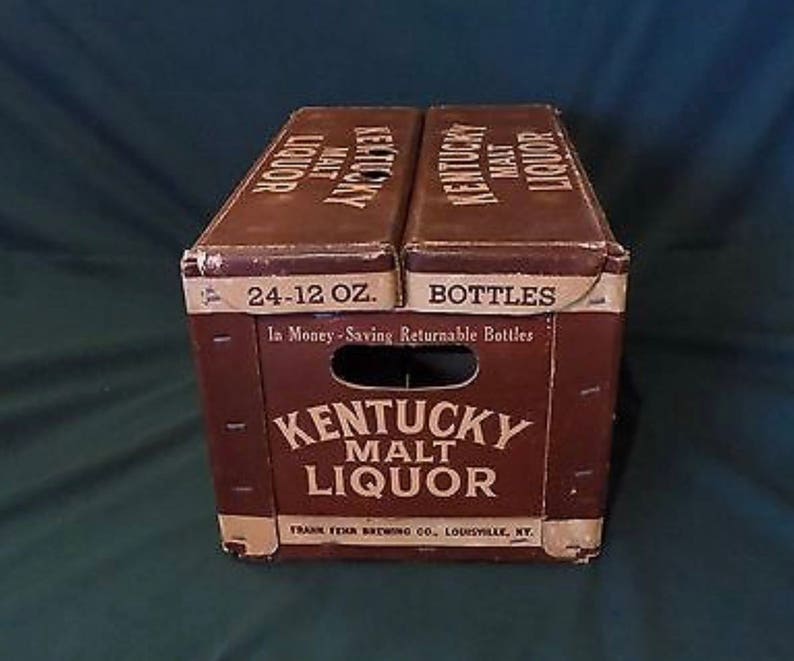 KENTUCKY
MALT
LIQUOR
KENTUCKY
MALT
LIQUOR
24-12 OZ. BOTTLES
In Money-Saving Returnable Bottles
KENTUCKY
MALT
LIQUOR
FRANK FEHR BREWING CO., LOUISVILLE, KY.